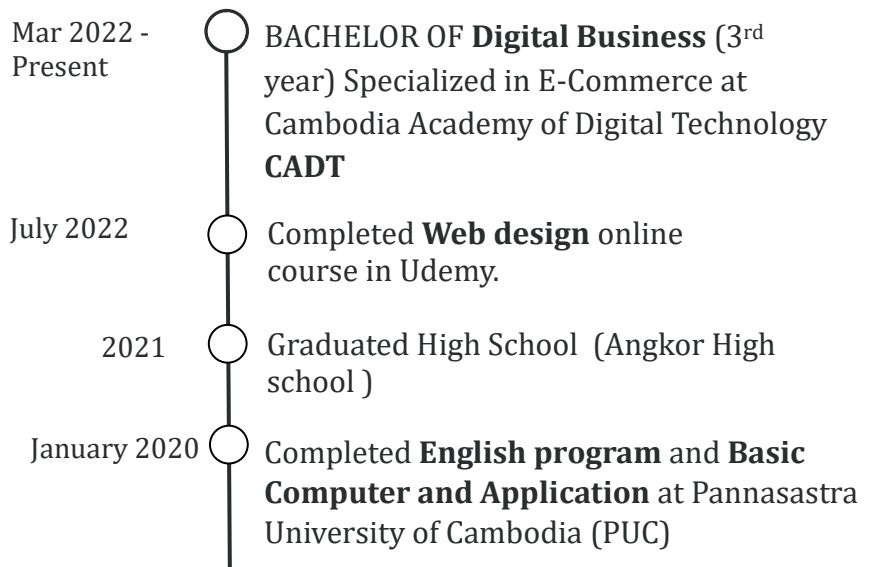 Mar 2022 -
Present
BACHELOR OF Digital Business (3rd
year) Specialized in E-Commerce at
Cambodia Academy of Digital Technology
CADT
July 2022
Completed Web design online
course in Udemy.
2021
Graduated High School (Angkor High
school )
January 2020
Completed English program and Basic
Computer and Application at Pannasastra
University of Cambodia (PUC)